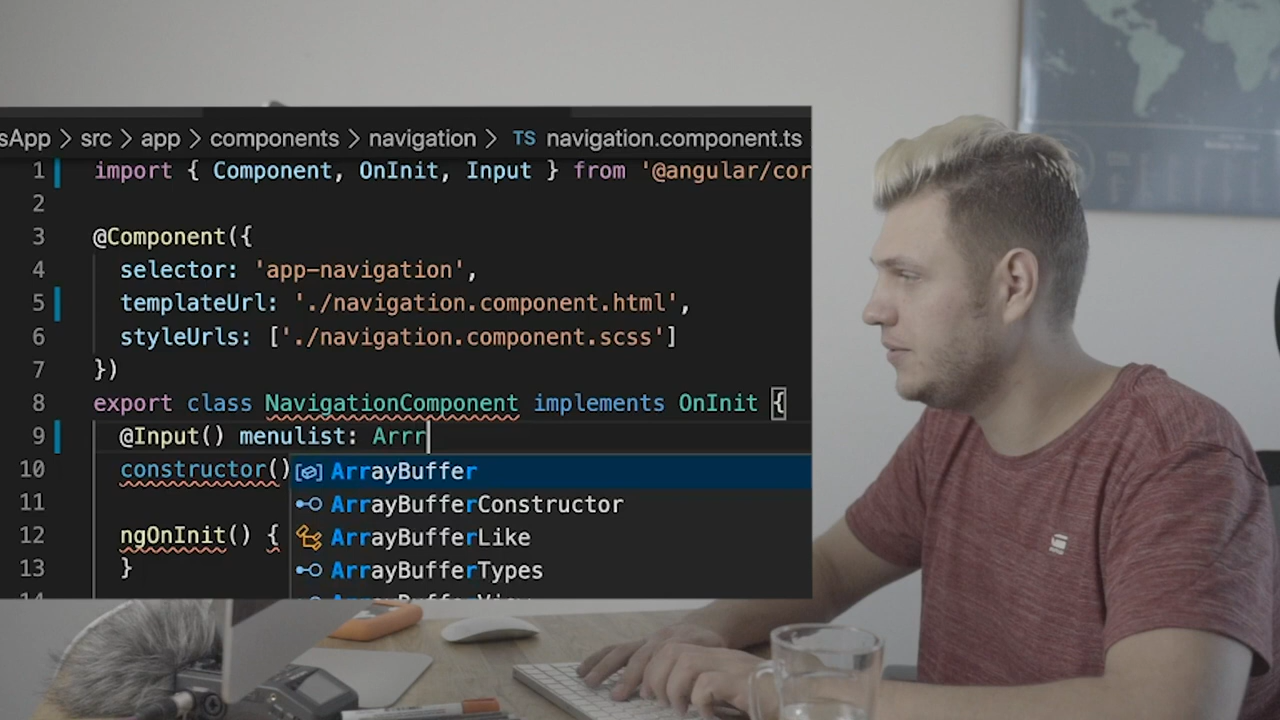 sApp > src > app > components > navigation > TS navigation.component.ts
1 import { Component, OnInit, Input } from '@angular/cor
2
3 @Component({
4 selector: 'app-navigation',
5 templateUrl: './navigation.component.html',
6 styleUrls: ['./navigation.component.scss']
7 })
8 export class NavigationComponent implements OnInit {
9 @Input() menulist: Arrr
10 constructor()
ArrayBuffer
11
ArrayBufferConstructor
12 ngOnInit() {
ArrayBufferLike
13 }
ArrayBufferTypes
14
ArrayBufferView